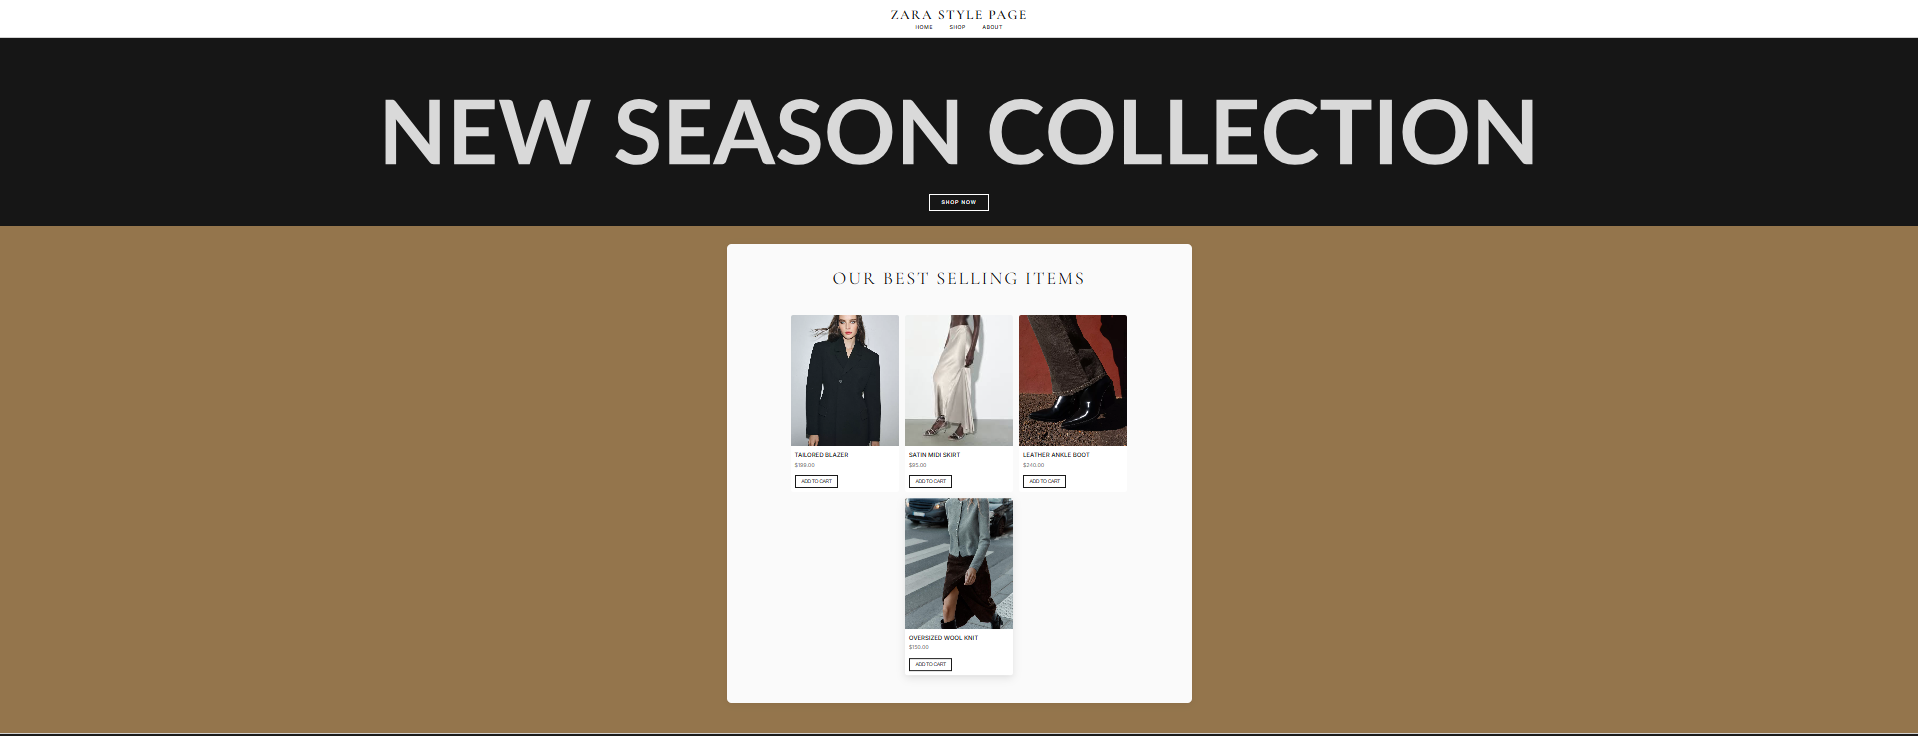 ZARA STYLE PAGE
HOME SHOP ABOUT
NEW SEASON COLLECTION
SHOP NOW
OUR BEST SELLING ITEMS
TAILORED BLAZER
$199.00
ADD TO CART
SATIN MIDI SKIRT
$95.00
ADD TO CART
LEATHER ANKLE BOOT
$240.00
ADD TO CART
OVERSIZED WOOL KNIT
$150.00
ADD TO CART